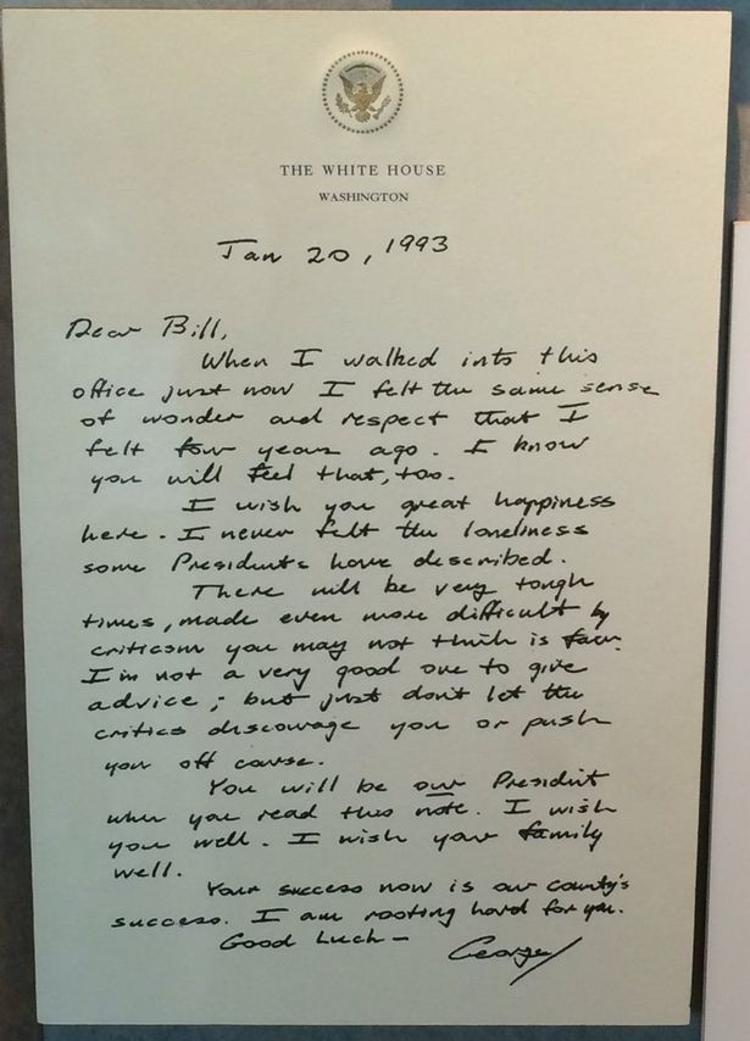 THE WHITE HOUSE
WASHINGTON
Jan 20, 1993
Dear Bill,
When I walked into this
office just now I felt the same sense
of wonder and respect that I
felt four years ago. I know
you will feel that, too.
I wish you great happiness
here. I never felt the loneliness
some Presidents have described.
There will be very tough
times, made even more difficult by
criticism you may not think is fair.
I'm not a very good one to give
advice; but just don't let the
critics discourage you or push
you off course.
You will be our President
when you read this note. I wish
you well. I wish your family
well.
Your success now is our country's
success. I am rooting hard for you.
Good Luck—
George